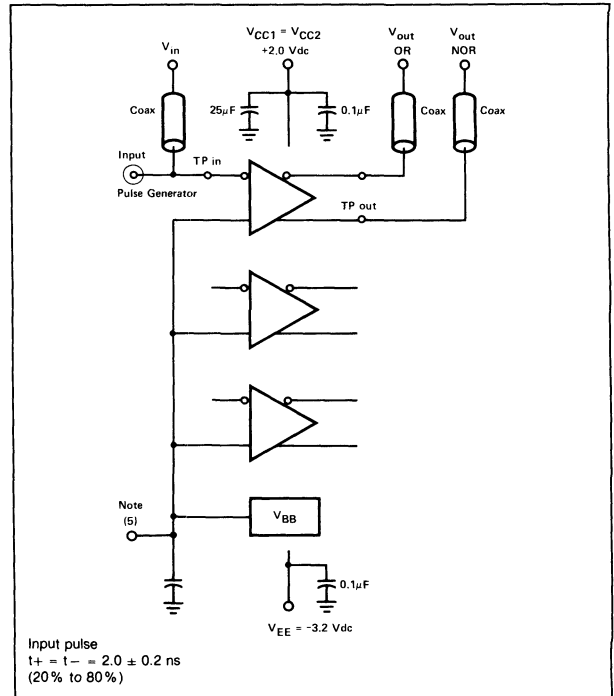 V_CC1 = V_CC2
+2.0 Vdc
V_in
V_out
OR
V_out
NOR
Coax
25μF
0.1μF
Coax
Coax
Input
TP in
Pulse Generator
TP out
Note
(5)
V_BB
0.1μF
V_EE = -3.2 Vdc
Input pulse
t+ = t- = 2.0 ± 0.2 ns
(20% to 80%)